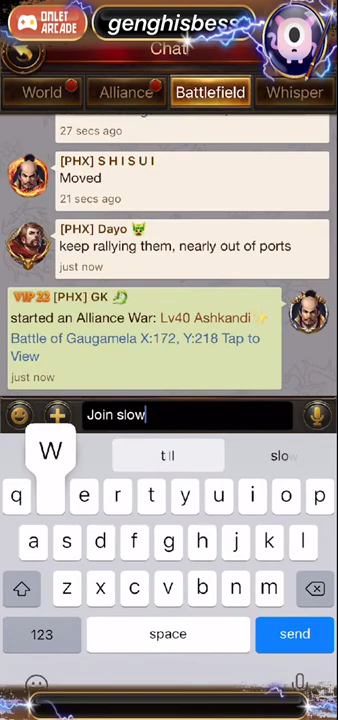 OMLET
ARCADE
genghisbess
Chat
World
Alliance
Battlefield
Whisper
27 secs ago
[PHX] S H I S U I
Moved
21 secs ago
[PHX] Dayo
keep rallying them, nearly out of ports
just now
VIP 22 [PHX] GK
started an Alliance War: Lv40 Ashkandi
Battle of Gaugamela X:172, Y:218 Tap to
View
just now
Join slow
W
q e r t y u i o p
a s d f g h j k l
z x c v b n m
123 space send